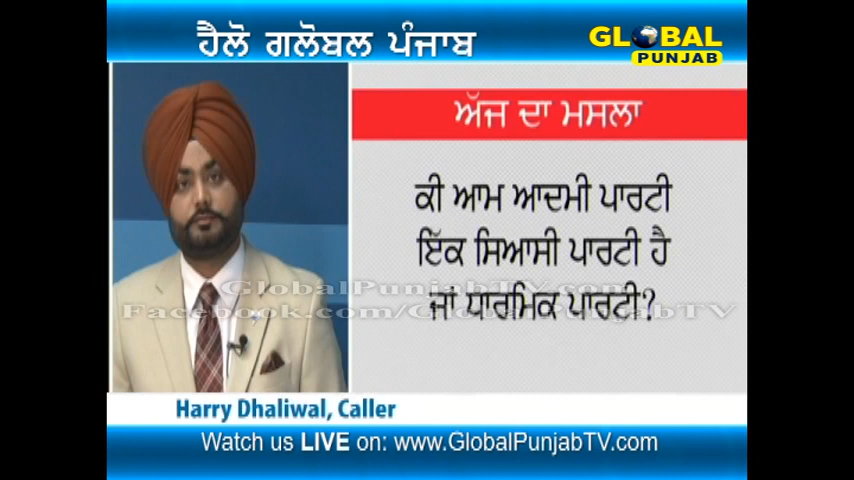 ਹੈਲੋ ਗਲੋਬਲ ਪੰਜਾਬ
GLOBAL
PUNJAB
ਅੱਜ ਦਾ ਮਸਲਾ
ਕੀ ਆਮ ਆਦਮੀ ਪਾਰਟੀ
ਇੱਕ ਸਿਆਸੀ ਪਾਰਟੀ ਹੈ
ਜਾਂ ਧਾਰਮਿਕ ਪਾਰਟੀ?
GlobalPunjabTV.com
Facebook.com/GlobalPunjabTV
Harry Dhaliwal, Caller
Watch us LIVE on: www.GlobalPunjabTV.com